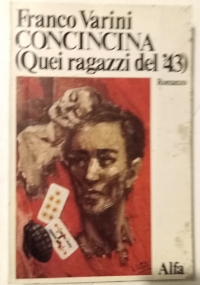 Franco Varini
CONCINCINA
(Quei ragazzi del '43)
Romanzo
Alfa